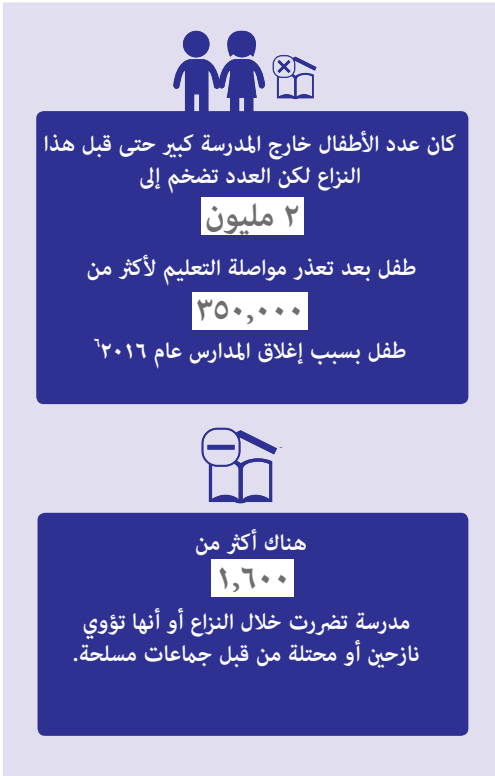 كان عدد الأطفال خارج المدرسة كبير حتى قبل هذا
النزاع لكن العدد تضخم إلى
٢ مليون
طفل بعد تعذر مواصلة التعليم لأكثر من
٣٥٠,٠٠٠
طفل بسبب إغلاق المدارس عام ٢٠١٦⁦٦
هناك أكثر من
١,٦٠٠
مدرسة تضررت خلال النزاع أو أنها تؤوي
نازحين أو محتلة من قبل جماعات مسلحة.